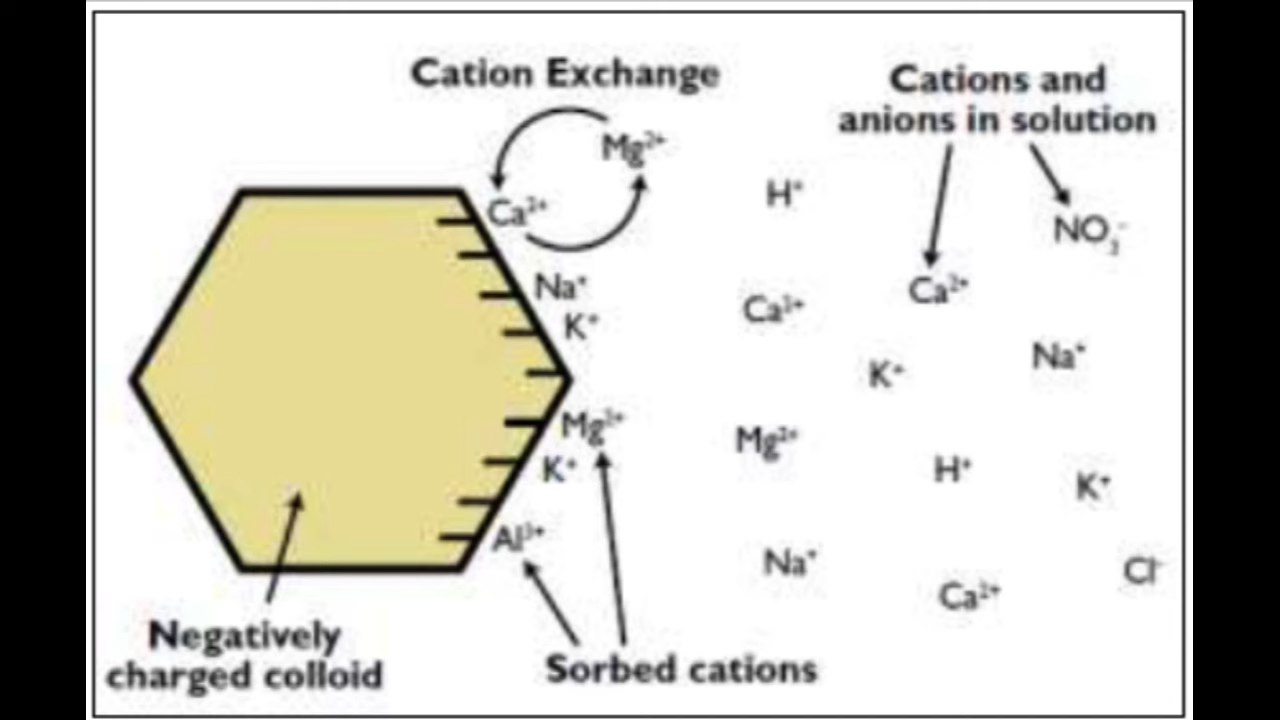 Cation Exchange
Cations and
anions in solution
Mg²⁺
H⁺
Ca²⁺
NO₃⁻
Na⁺
Ca²⁺
Ca²⁺
K⁺
Na⁺
K⁺
Mg²⁺
Mg²⁺
K⁺
H⁺
K⁺
Al³⁺
Na⁺
Ca²⁺
Cl⁻
Negatively
charged colloid
Sorbed cations